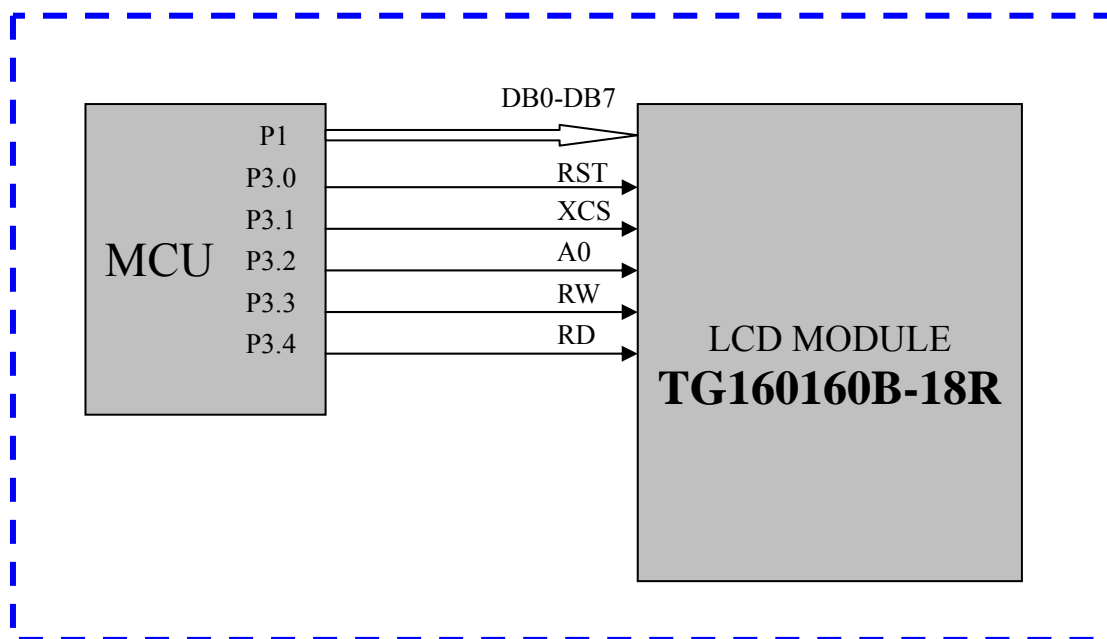 DB0-DB7
P1
P3.0
RST
P3.1
XCS
MCU
P3.2
A0
P3.3
RW
P3.4
RD
LCD MODULE
TG160160B-18R